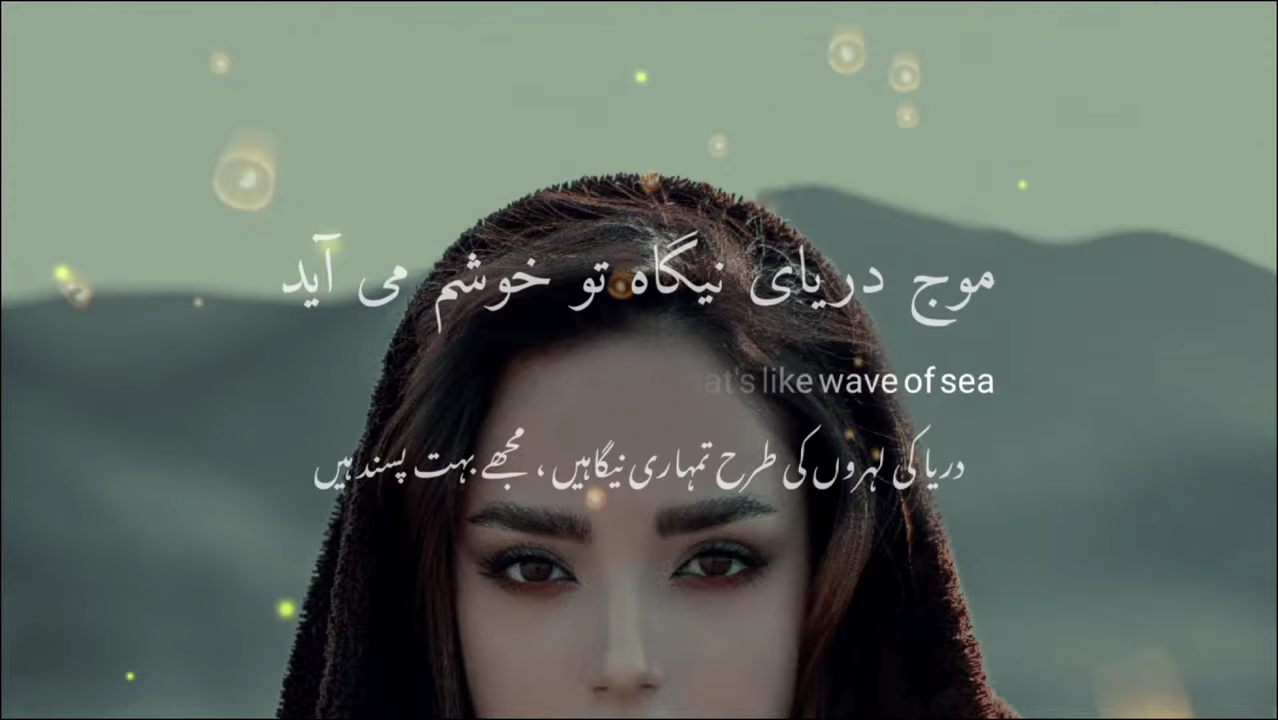 موج دریای نیگاه تو خوشم می آید
at's like wave of sea
دریا کی لہروں کی طرح تمہاری نیگاہیں ، مجھے بہت پسند ہیں